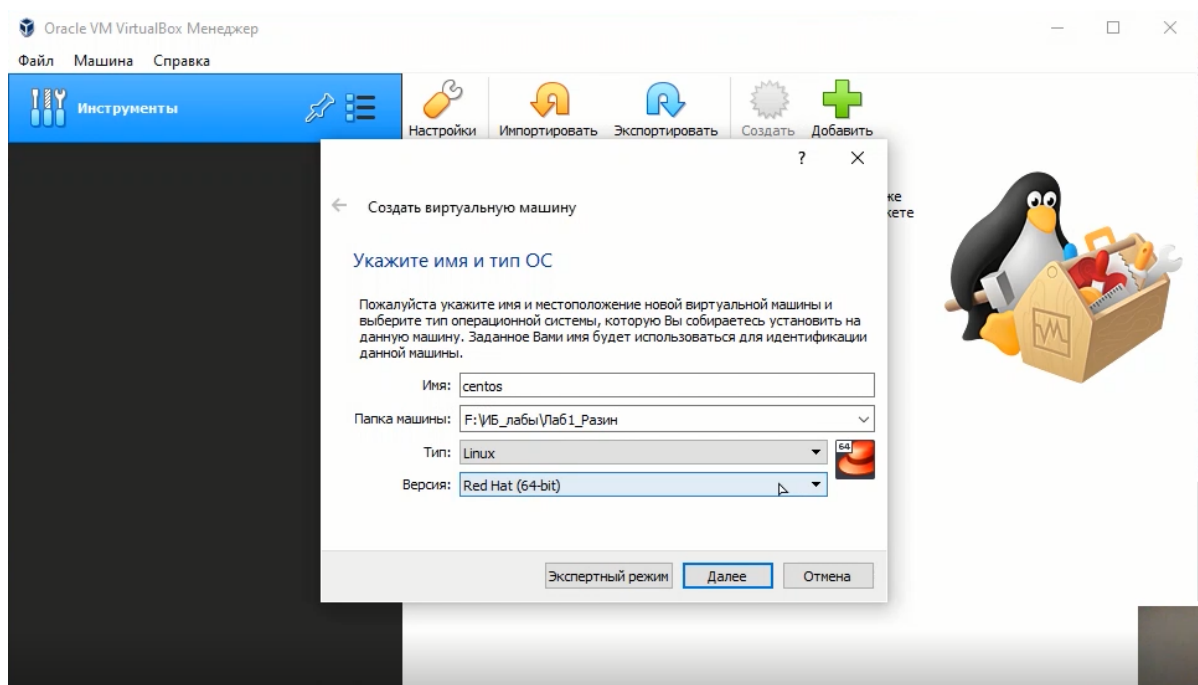 Oracle VM VirtualBox Менеджер
Файл Машина Справка
Инструменты
Настройки Импортировать Экспортировать Создать Добавить
?
Создать виртуальную машину
Укажите имя и тип ОС
Пожалуйста укажите имя и местоположение новой виртуальной машины и
выберите тип операционной системы, которую Вы собираетесь установить на
данную машину. Заданное Вами имя будет использоваться для идентификации
данной машины.
Имя: centos
Папка машины: F:\ИБ_лабы\Лаб1_Разин
Тип: Linux
64
Версия: Red Hat (64-bit)
Экспертный режим Далее Отмена